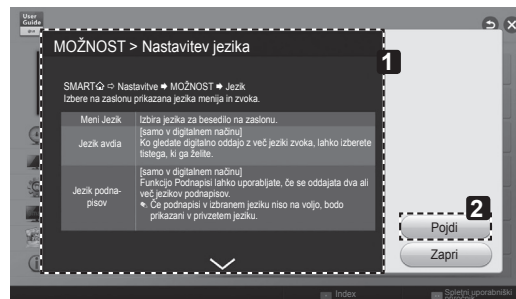 User
Guide
MOŽNOST > Nastavitev jezika
1
SMART ⇨ Nastavitve ➡ MOŽNOST ➡ Jezik
Izbere na zaslonu prikazana jezika menija in zvoka.
Meni Jezik
Izbira jezika za besedilo na zaslonu.
Jezik avdia
[samo v digitalnem načinu]
Ko gledate digitalno oddajo z več jeziki zvoka, lahko izberete
tistega, ki ga želite.
Jezik podna-
pisov
[samo v digitalnem načinu]
Funkcijo Podnapisi lahko uporabljate, če se oddajata dva ali
več jezikov podnapisov.
Če podnapisi v izbranem jeziku niso na voljo, bodo
prikazani v privzetem jeziku.
2
Pojdi
Zapri
Index
Spletni uporabniški
priročnik